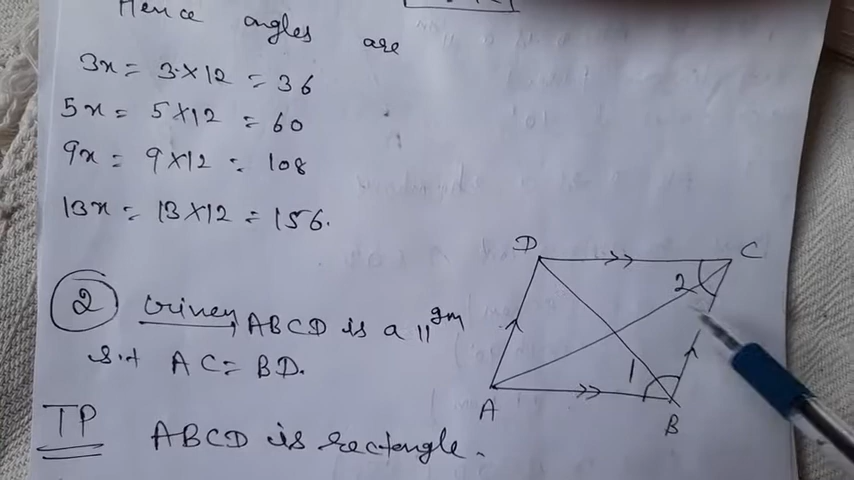 Hence angles are
3x = 3×12 = 36
5x = 5×12 = 60
9x = 9×12 = 108
13x = 13×12 = 156.
② Given, ABCD is a ||gm
s.t AC = BD.
TP ABCD is rectangle.
D C
2
1
A B